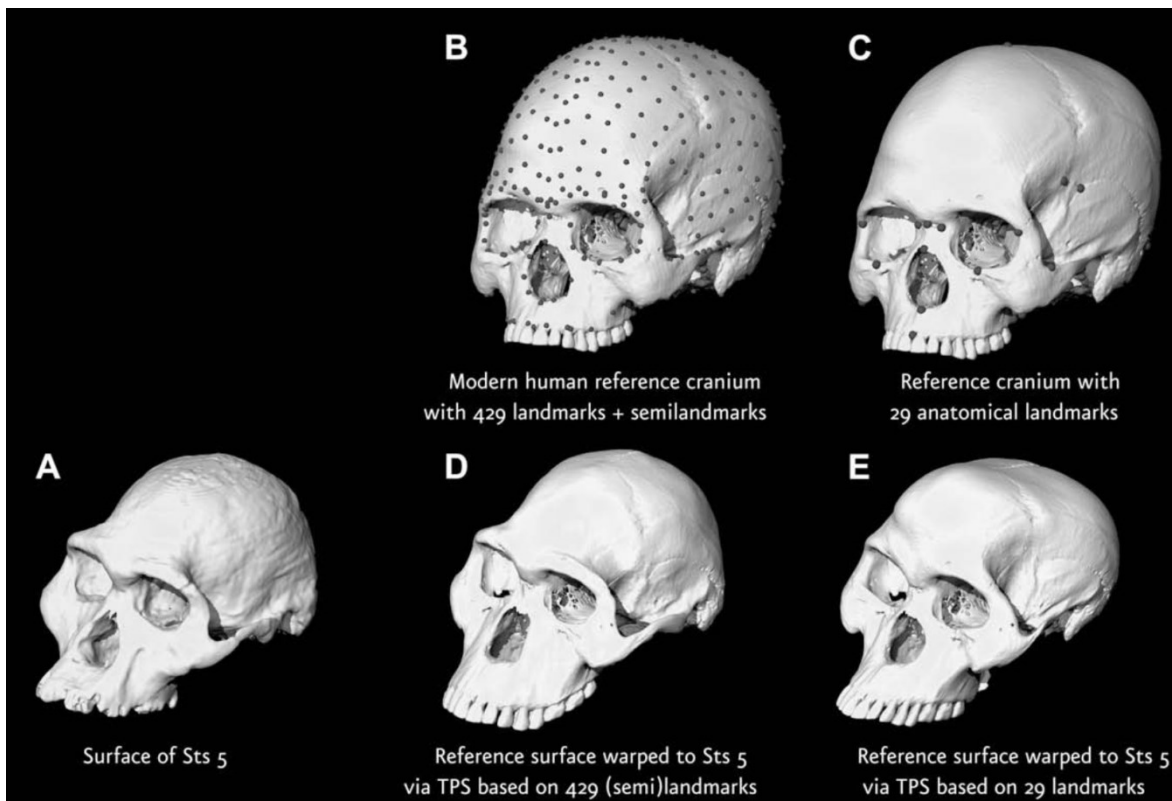 B
C
Modern human reference cranium
with 429 landmarks + semilandmarks
Reference cranium with
29 anatomical landmarks
A
D
E
Surface of Sts 5
Reference surface warped to Sts 5
via TPS based on 429 (semi)landmarks
Reference surface warped to Sts 5
via TPS based on 29 landmarks